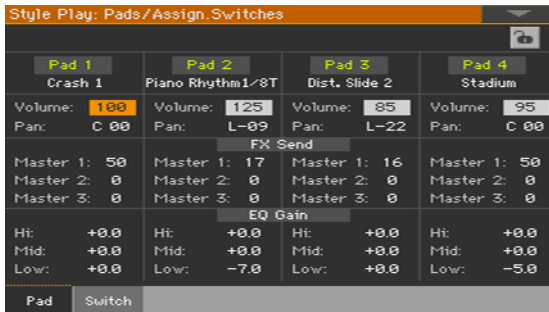 Style Play: Pads/Assign.Switches
Pad 1 Pad 2 Pad 3 Pad 4
Crash 1 Piano Rhythm1/8T Dist. Slide 2 Stadium
Volume: 100 Volume: 125 Volume: 85 Volume: 95
Pan: C 00 Pan: L-09 Pan: L-22 Pan: C 00
FX Send
Master 1: 50 Master 1: 17 Master 1: 16 Master 1: 50
Master 2: 0 Master 2: 0 Master 2: 0 Master 2: 0
Master 3: 0 Master 3: 0 Master 3: 0 Master 3: 0
EQ Gain
Hi: +0.0 Hi: +0.0 Hi: +0.0 Hi: +0.0
Mid: +0.0 Mid: +0.0 Mid: +0.0 Mid: +0.0
Low: +0.0 Low: -7.0 Low: +0.0 Low: -5.0
Pad Switch